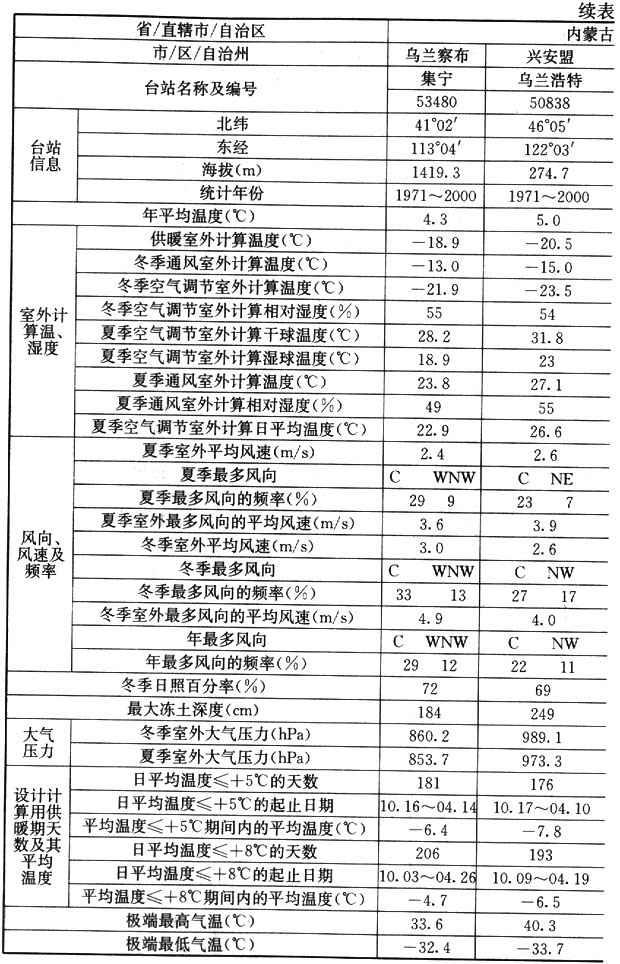 续表
省/直辖市/自治区 内蒙古
市/区/自治州 乌兰察布 兴安盟
台站名称及编号 集宁 乌兰浩特
53480 50838
台站信息 北纬 41°02′ 46°05′
东经 113°04′ 122°03′
海拔(m) 1419.3 274.7
统计年份 1971～2000 1971～2000
年平均温度(℃) 4.3 5.0
室外计算温、湿度 供暖室外计算温度(℃) －18.9 －20.5
冬季通风室外计算温度(℃) －13.0 －15.0
冬季空气调节室外计算温度(℃) －21.9 －23.5
冬季空气调节室外计算相对湿度(%) 55 54
夏季空气调节室外计算干球温度(℃) 28.2 31.8
夏季空气调节室外计算湿球温度(℃) 18.9 23
夏季通风室外计算温度(℃) 23.8 27.1
夏季通风室外计算相对湿度(%) 49 55
夏季空气调节室外计算日平均温度(℃) 22.9 26.6
风向、风速及频率 夏季室外平均风速(m/s) 2.4 2.6
夏季最多风向 C WNW C NE
夏季最多风向的频率(%) 29 9 23 7
夏季室外最多风向的平均风速(m/s) 3.6 3.9
冬季室外平均风速(m/s) 3.0 2.6
冬季最多风向 C WNW C NW
冬季最多风向的频率(%) 33 13 27 17
冬季室外最多风向的平均风速(m/s) 4.9 4.0
年最多风向 C WNW C NW
年最多风向的频率(%) 29 12 22 11
冬季日照百分率(%) 72 69
最大冻土深度(cm) 184 249
大气压力 冬季室外大气压力(hPa) 860.2 989.1
夏季室外大气压力(hPa) 853.7 973.3
设计计算用供暖期天数及其平均温度 日平均温度≤＋5℃的天数 181 176
日平均温度≤＋5℃的起止日期 10.16～04.14 10.17～04.10
平均温度≤＋5℃期间内的平均温度(℃) －6.4 －7.8
日平均温度≤＋8℃的天数 206 193
日平均温度≤＋8℃的起止日期 10.03～04.26 10.09～04.19
平均温度≤＋8℃期间内的平均温度(℃) －4.7 －6.5
极端最高气温(℃) 33.6 40.3
极端最低气温(℃) －32.4 －33.7